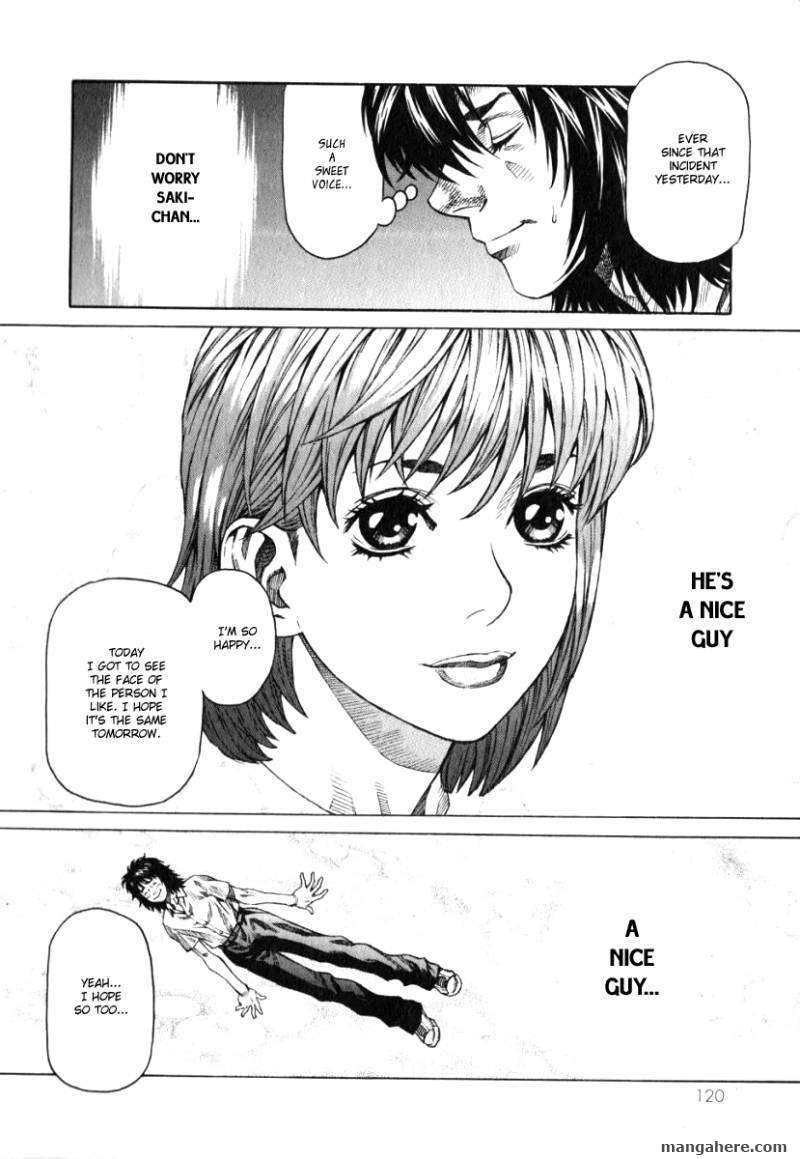 EVER
SINCE THAT
INCIDENT
YESTERDAY...
SUCH
A
SWEET
VOICE...
DON'T
WORRY
SAKI-
CHAN...
HE'S
A NICE
GUY
I'M SO
HAPPY...
TODAY
I GOT TO SEE
THE FACE OF
THE PERSON I
LIKE. I HOPE
IT'S THE SAME
TOMORROW.
A
NICE
GUY...
YEAH...
I HOPE
SO TOO...
120
mangahere.com